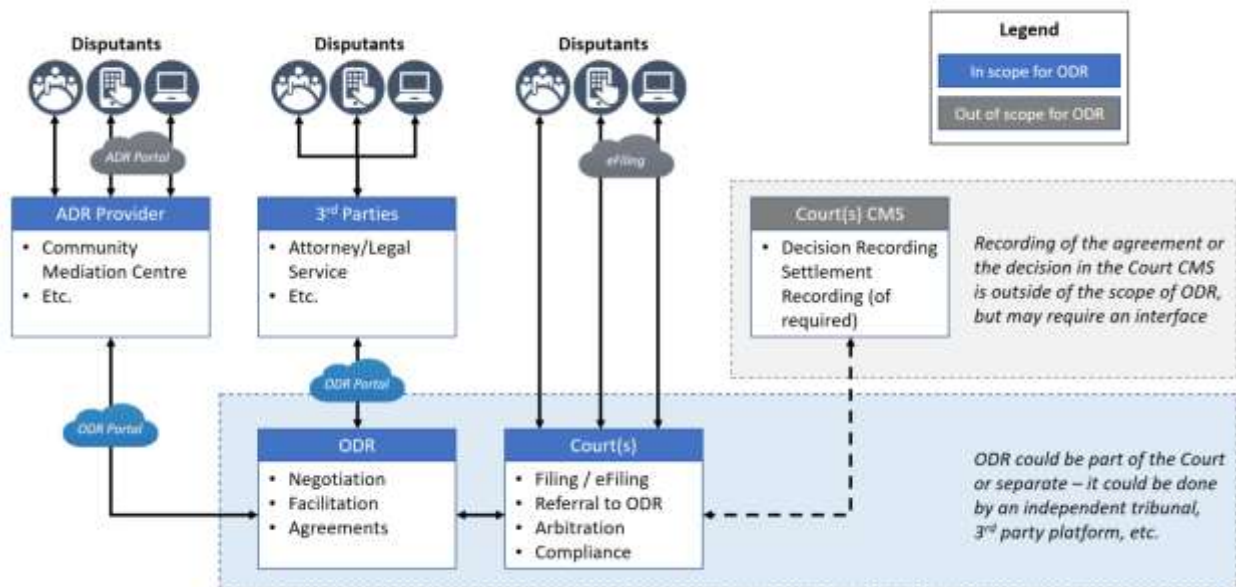 Disputants
Disputants
Disputants
Legend
In scope for ODR
Out of scope for ODR
ADR Portal
eFiling
ADR Provider
• Community
Mediation Centre
• Etc.
3rd Parties
• Attorney/Legal
Service
• Etc.
Court(s) CMS
• Decision Recording
Settlement
Recording (of
required)
Recording of the agreement or
the decision in the Court CMS
is outside of the scope of ODR,
but may require an interface
ODR Portal
ODR Portal
ODR
• Negotiation
• Facilitation
• Agreements
Court(s)
• Filing / eFiling
• Referral to ODR
• Arbitration
• Compliance
ODR could be part of the Court
or separate – it could be done
by an independent tribunal,
3rd party platform, etc.